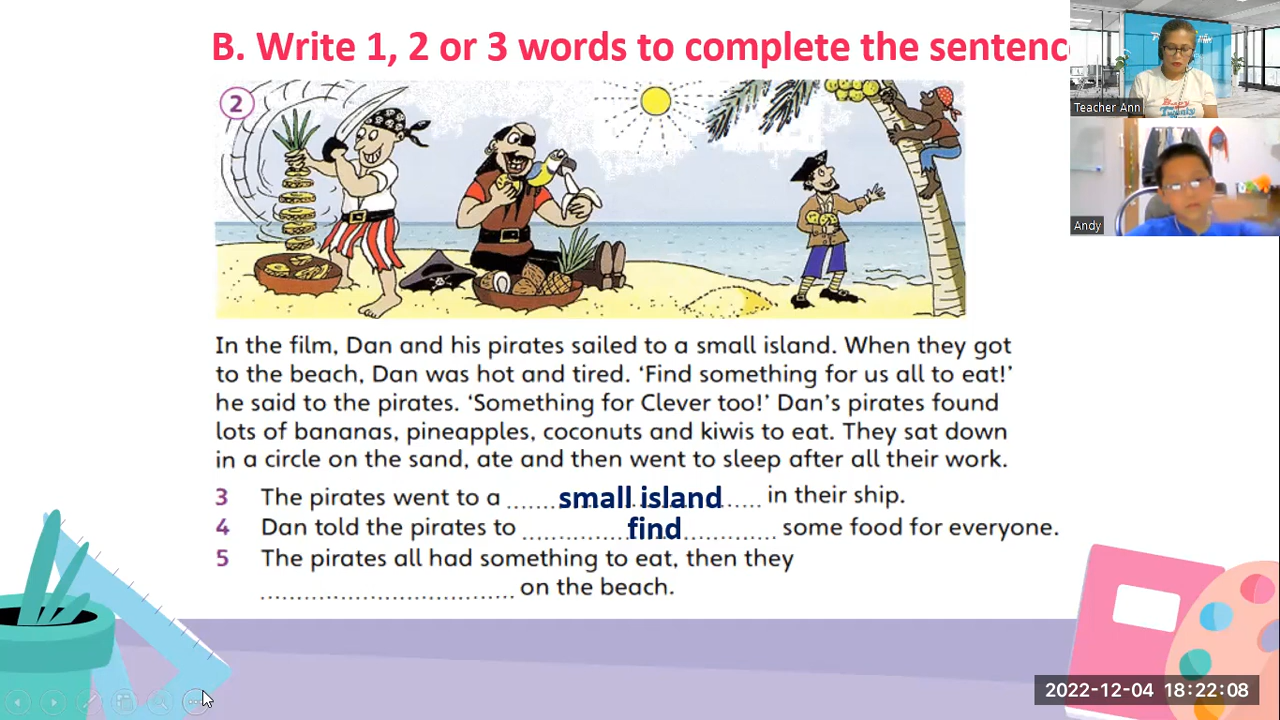 B. Write 1, 2 or 3 words to complete the sentenc
Teacher Ann
2
Andy
In the film, Dan and his pirates sailed to a small island. When they got
to the beach, Dan was hot and tired. ‘Find something for us all to eat!’
he said to the pirates. ‘Something for Clever too!’ Dan’s pirates found
lots of bananas, pineapples, coconuts and kiwis to eat. They sat down
in a circle on the sand, ate and then went to sleep after all their work.
3 The pirates went to a ......small island...... in their ship.
4 Dan told the pirates to ............find............ some food for everyone.
5 The pirates all had something to eat, then they
.................................. on the beach.
2022-12-04 18:22:08